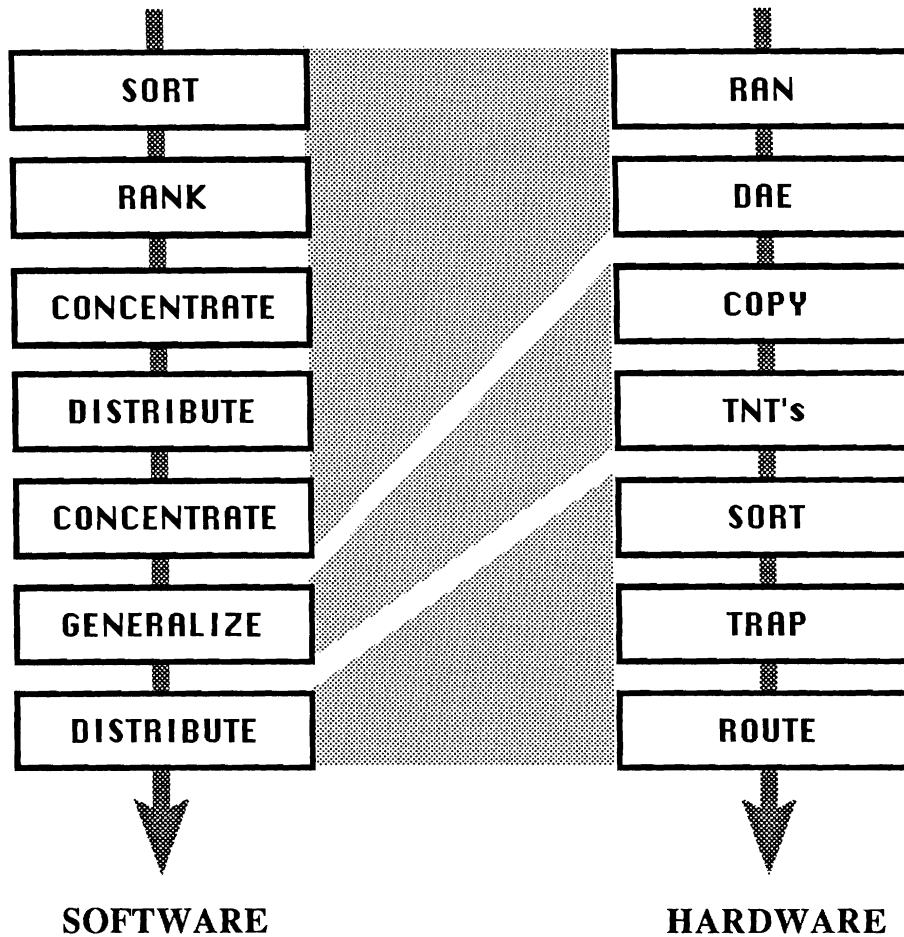 SORT
RANK
CONCENTRATE
DISTRIBUTE
CONCENTRATE
GENERALIZE
DISTRIBUTE
SOFTWARE
RAN
DAE
COPY
TNT's
SORT
TRAP
ROUTE
HARDWARE